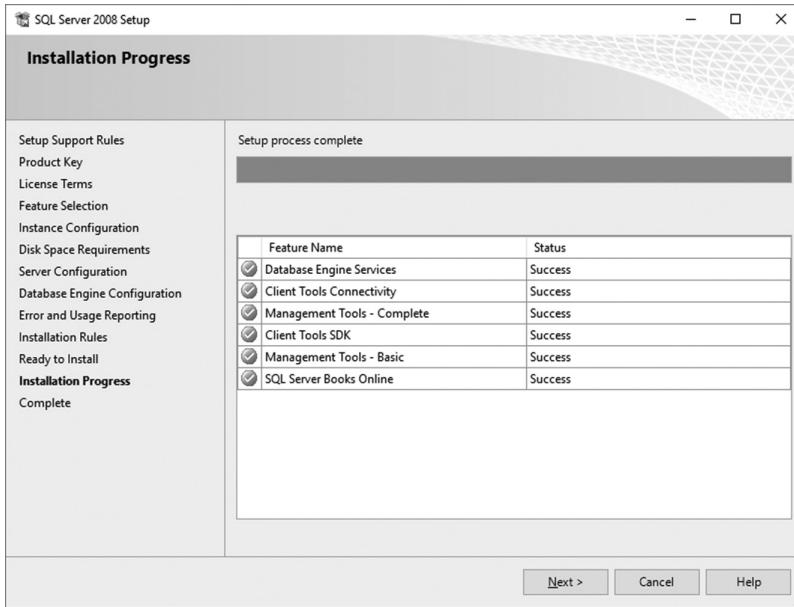 SQL Server 2008 Setup
Installation Progress
Setup Support Rules
Product Key
License Terms
Feature Selection
Instance Configuration
Disk Space Requirements
Server Configuration
Database Engine Configuration
Error and Usage Reporting
Installation Rules
Ready to Install
Installation Progress
Complete
Setup process complete
Feature Name Status
Database Engine Services Success
Client Tools Connectivity Success
Management Tools - Complete Success
Client Tools SDK Success
Management Tools - Basic Success
SQL Server Books Online Success
Next > Cancel Help